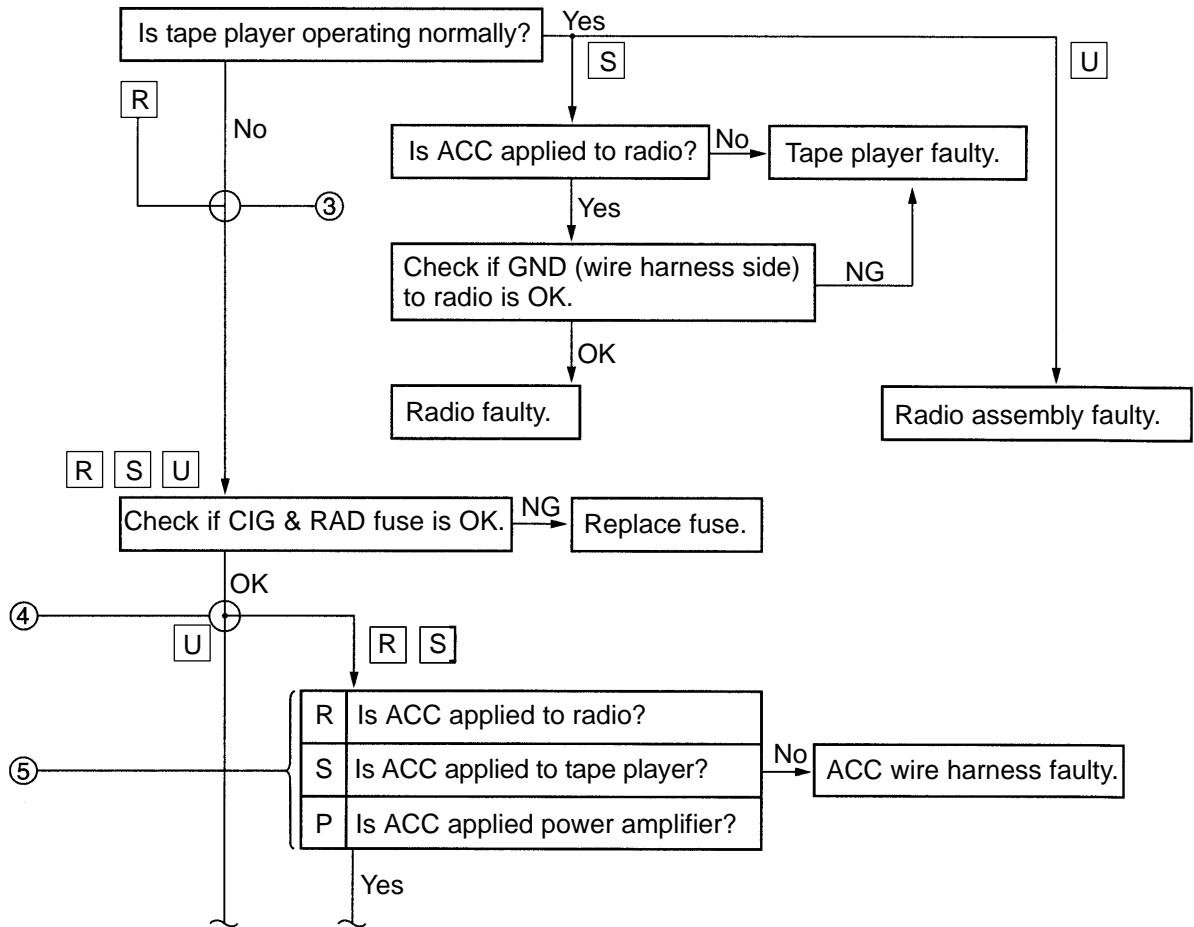 Is tape player operating normally?
Yes
S
U
R
No
Is ACC applied to radio?
No
Tape player faulty.
③
Yes
Check if GND (wire harness side)
to radio is OK.
NG
OK
Radio faulty.
Radio assembly faulty.
R S U
Check if CIG & RAD fuse is OK.
NG
Replace fuse.
OK
④
U
R S
R Is ACC applied to radio?
⑤
S Is ACC applied to tape player?
No
ACC wire harness faulty.
P Is ACC applied power amplifier?
Yes